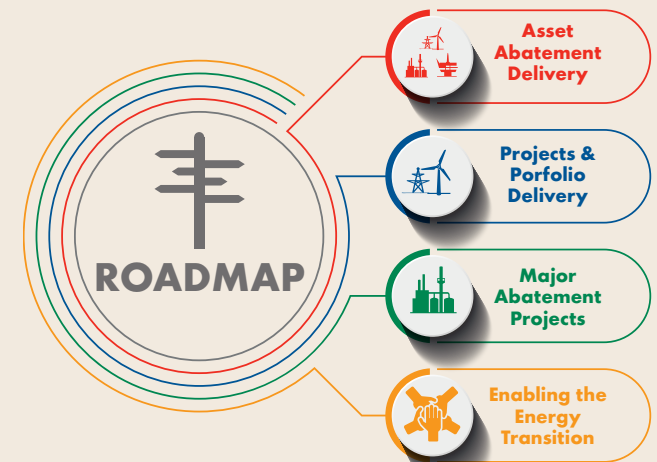 ROADMAP
Asset
Abatement
Delivery
Projects &
Porfolio
Delivery
Major
Abatement
Projects
Enabling the
Energy
Transition